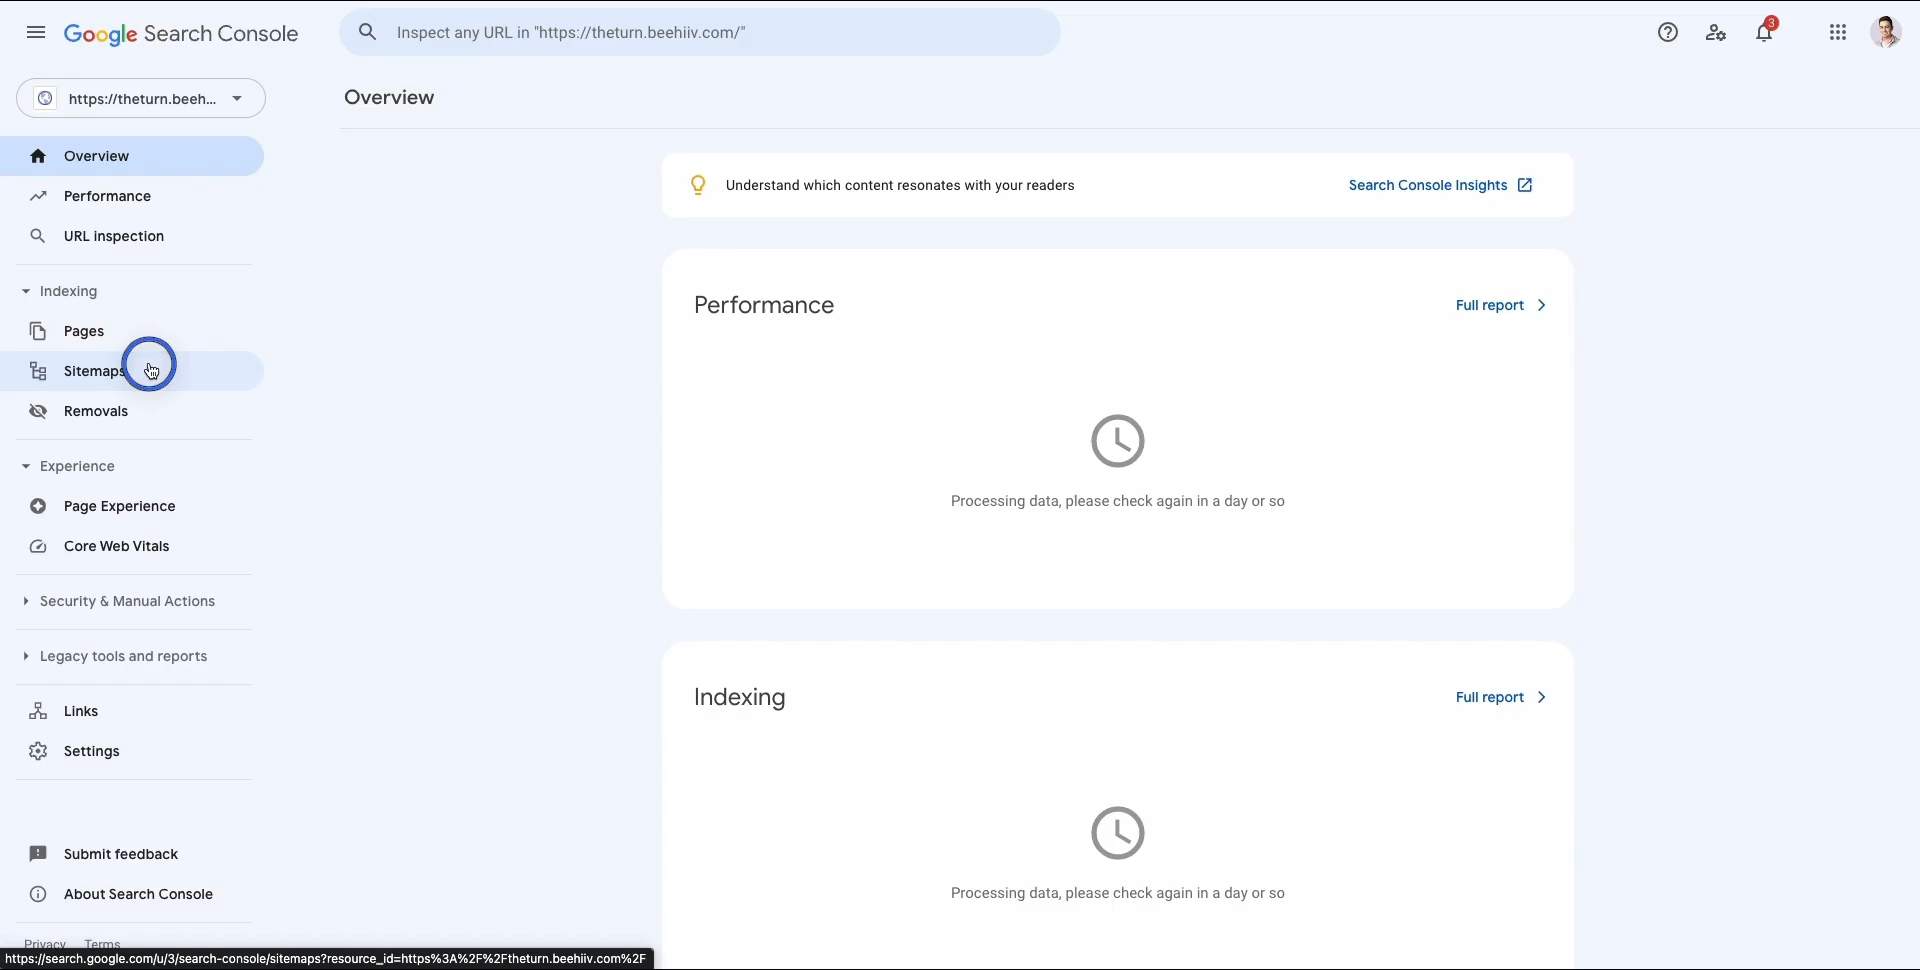 Google Search Console
Inspect any URL in "https://theturn.beehiiv.com/"
3
https://theturn.beeh...
Overview
Overview
Performance
URL inspection
Indexing
Pages
Sitemaps
Removals
Experience
Page Experience
Core Web Vitals
Security & Manual Actions
Legacy tools and reports
Links
Settings
Submit feedback
About Search Console
Privacy Terms
Understand which content resonates with your readers
Search Console Insights
Performance
Full report
Processing data, please check again in a day or so
Indexing
Full report
Processing data, please check again in a day or so
https://search.google.com/u/3/search-console/sitemaps?resource_id=https%3A%2F%2Ftheturn.beehiiv.com%2F